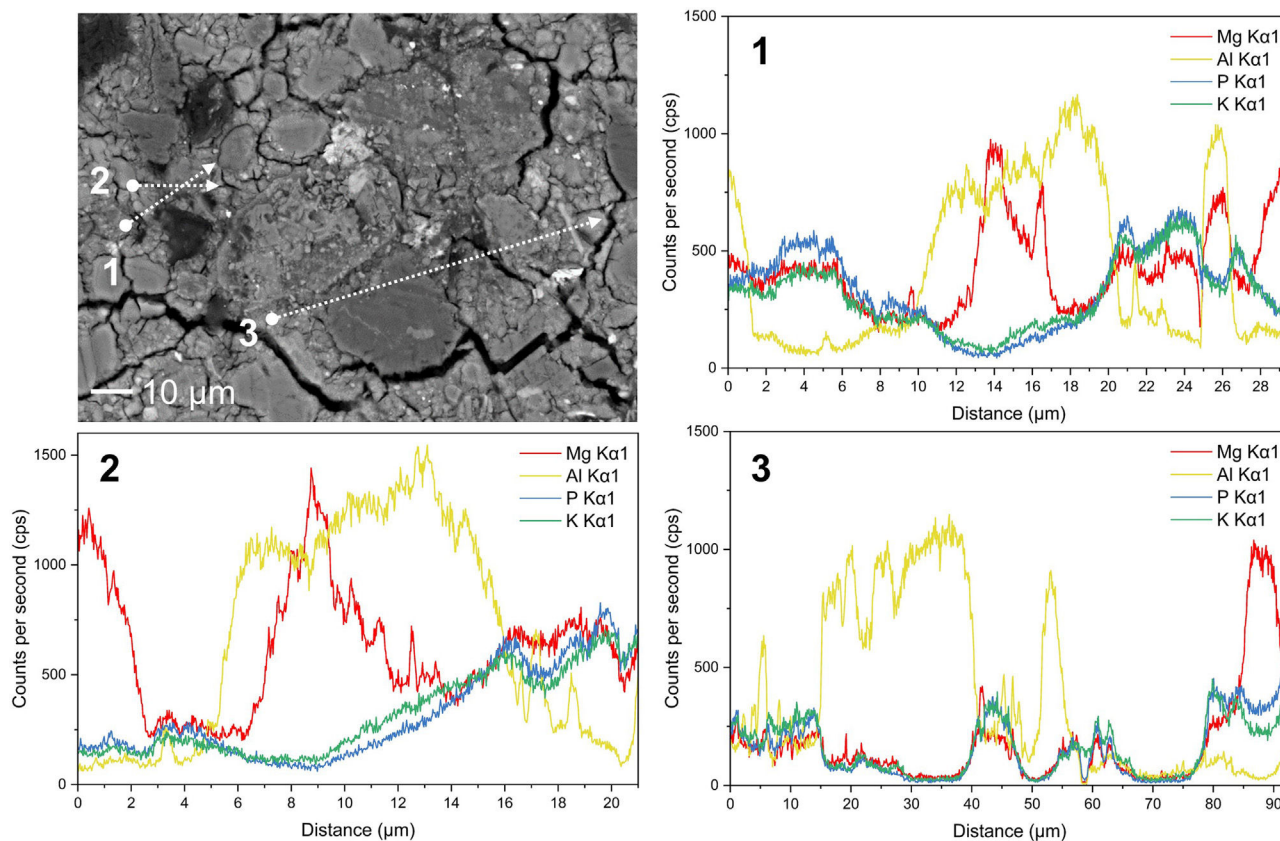 2
1
3
10 µm
1
Mg Kα1
Al Kα1
P Kα1
K Kα1
1500
1000
500
0
Counts per second (cps)
0 2 4 6 8 10 12 14 16 18 20 22 24 26 28
Distance (µm)
2
Mg Kα1
Al Kα1
P Kα1
K Kα1
1500
1000
500
0
Counts per second (cps)
0 2 4 6 8 10 12 14 16 18 20
Distance (µm)
3
Mg Kα1
Al Kα1
P Kα1
K Kα1
1500
1000
500
0
Counts per second (cps)
0 10 20 30 40 50 60 70 80 90
Distance (µm)